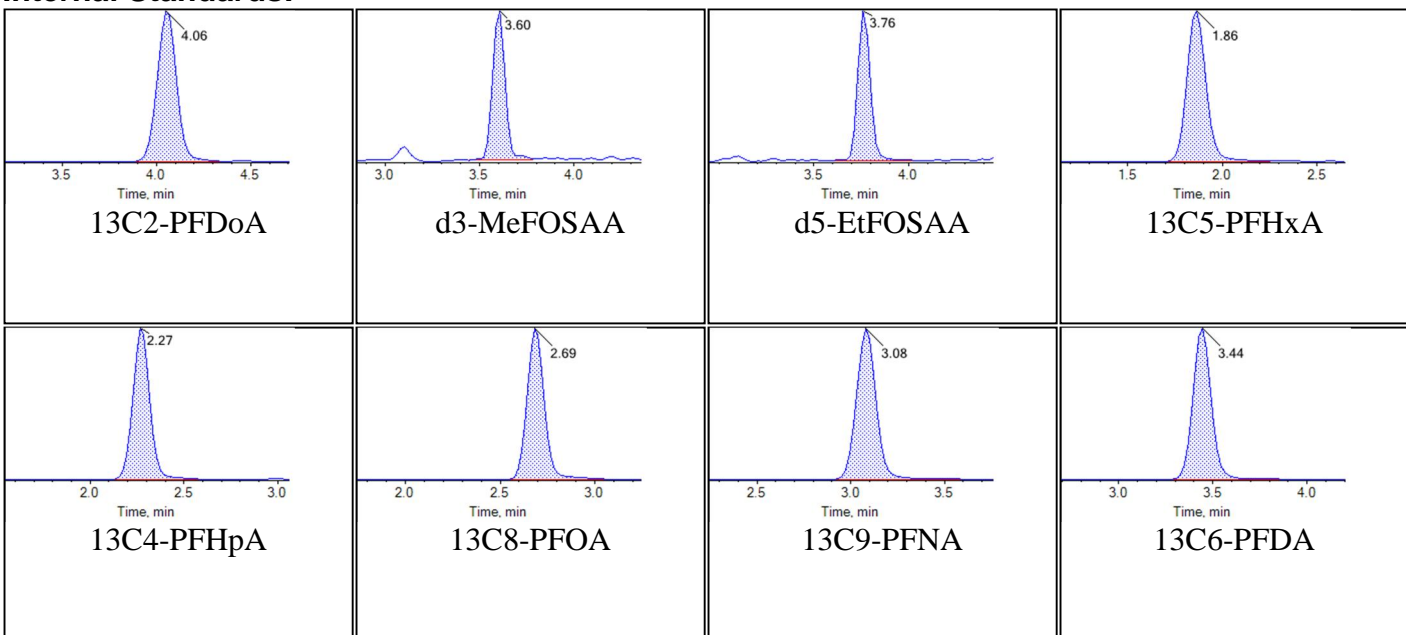 Internal Standards:
4.06
3.5 4.0 4.5
Time, min
13C2-PFDoA
3.60
3.0 3.5 4.0
Time, min
d3-MeFOSAA
3.76
3.5 4.0
Time, min
d5-EtFOSAA
1.86
1.5 2.0 2.5
Time, min
13C5-PFHxA
2.27
2.0 2.5 3.0
Time, min
13C4-PFHpA
2.69
2.0 2.5 3.0
Time, min
13C8-PFOA
3.08
2.5 3.0 3.5
Time, min
13C9-PFNA
3.44
3.0 3.5 4.0
Time, min
13C6-PFDA